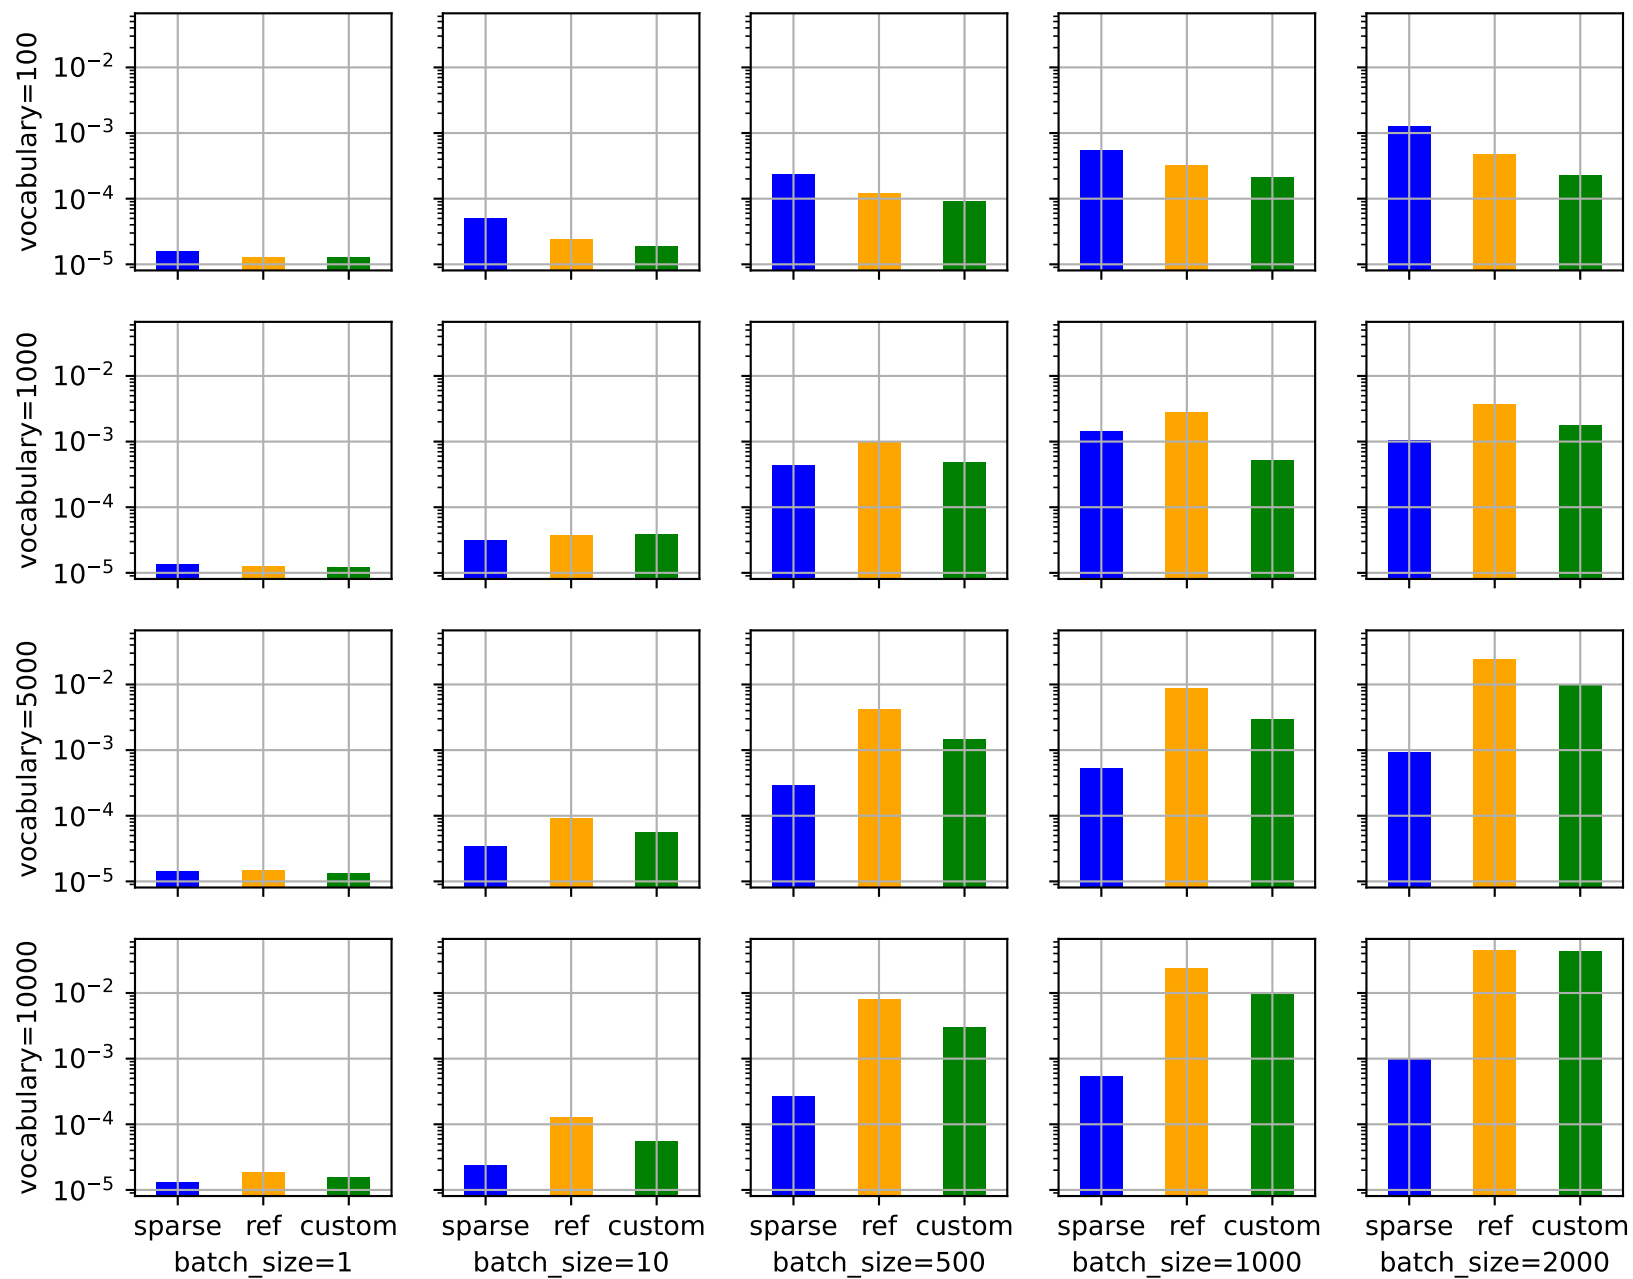 vocabulary=100
10⁻²
10⁻³
10⁻⁴
10⁻⁵
vocabulary=1000
10⁻²
10⁻³
10⁻⁴
10⁻⁵
vocabulary=5000
10⁻²
10⁻³
10⁻⁴
10⁻⁵
vocabulary=10000
10⁻²
10⁻³
10⁻⁴
10⁻⁵
sparse ref custom sparse ref custom sparse ref custom sparse ref custom sparse ref custom
batch_size=1 batch_size=10 batch_size=500 batch_size=1000 batch_size=2000